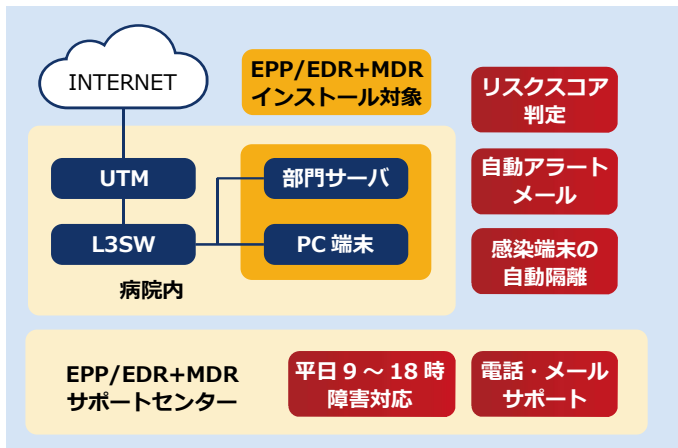 INTERNET
EPP/EDR+MDR
インストール対象
リスクスコア
判定
UTM
部門サーバ
自動アラート
メール
L3SW
PC 端末
感染端末の
自動隔離
病院内
EPP/EDR+MDR
サポートセンター
平日 9 〜 18 時
障害対応
電話・メール
サポート